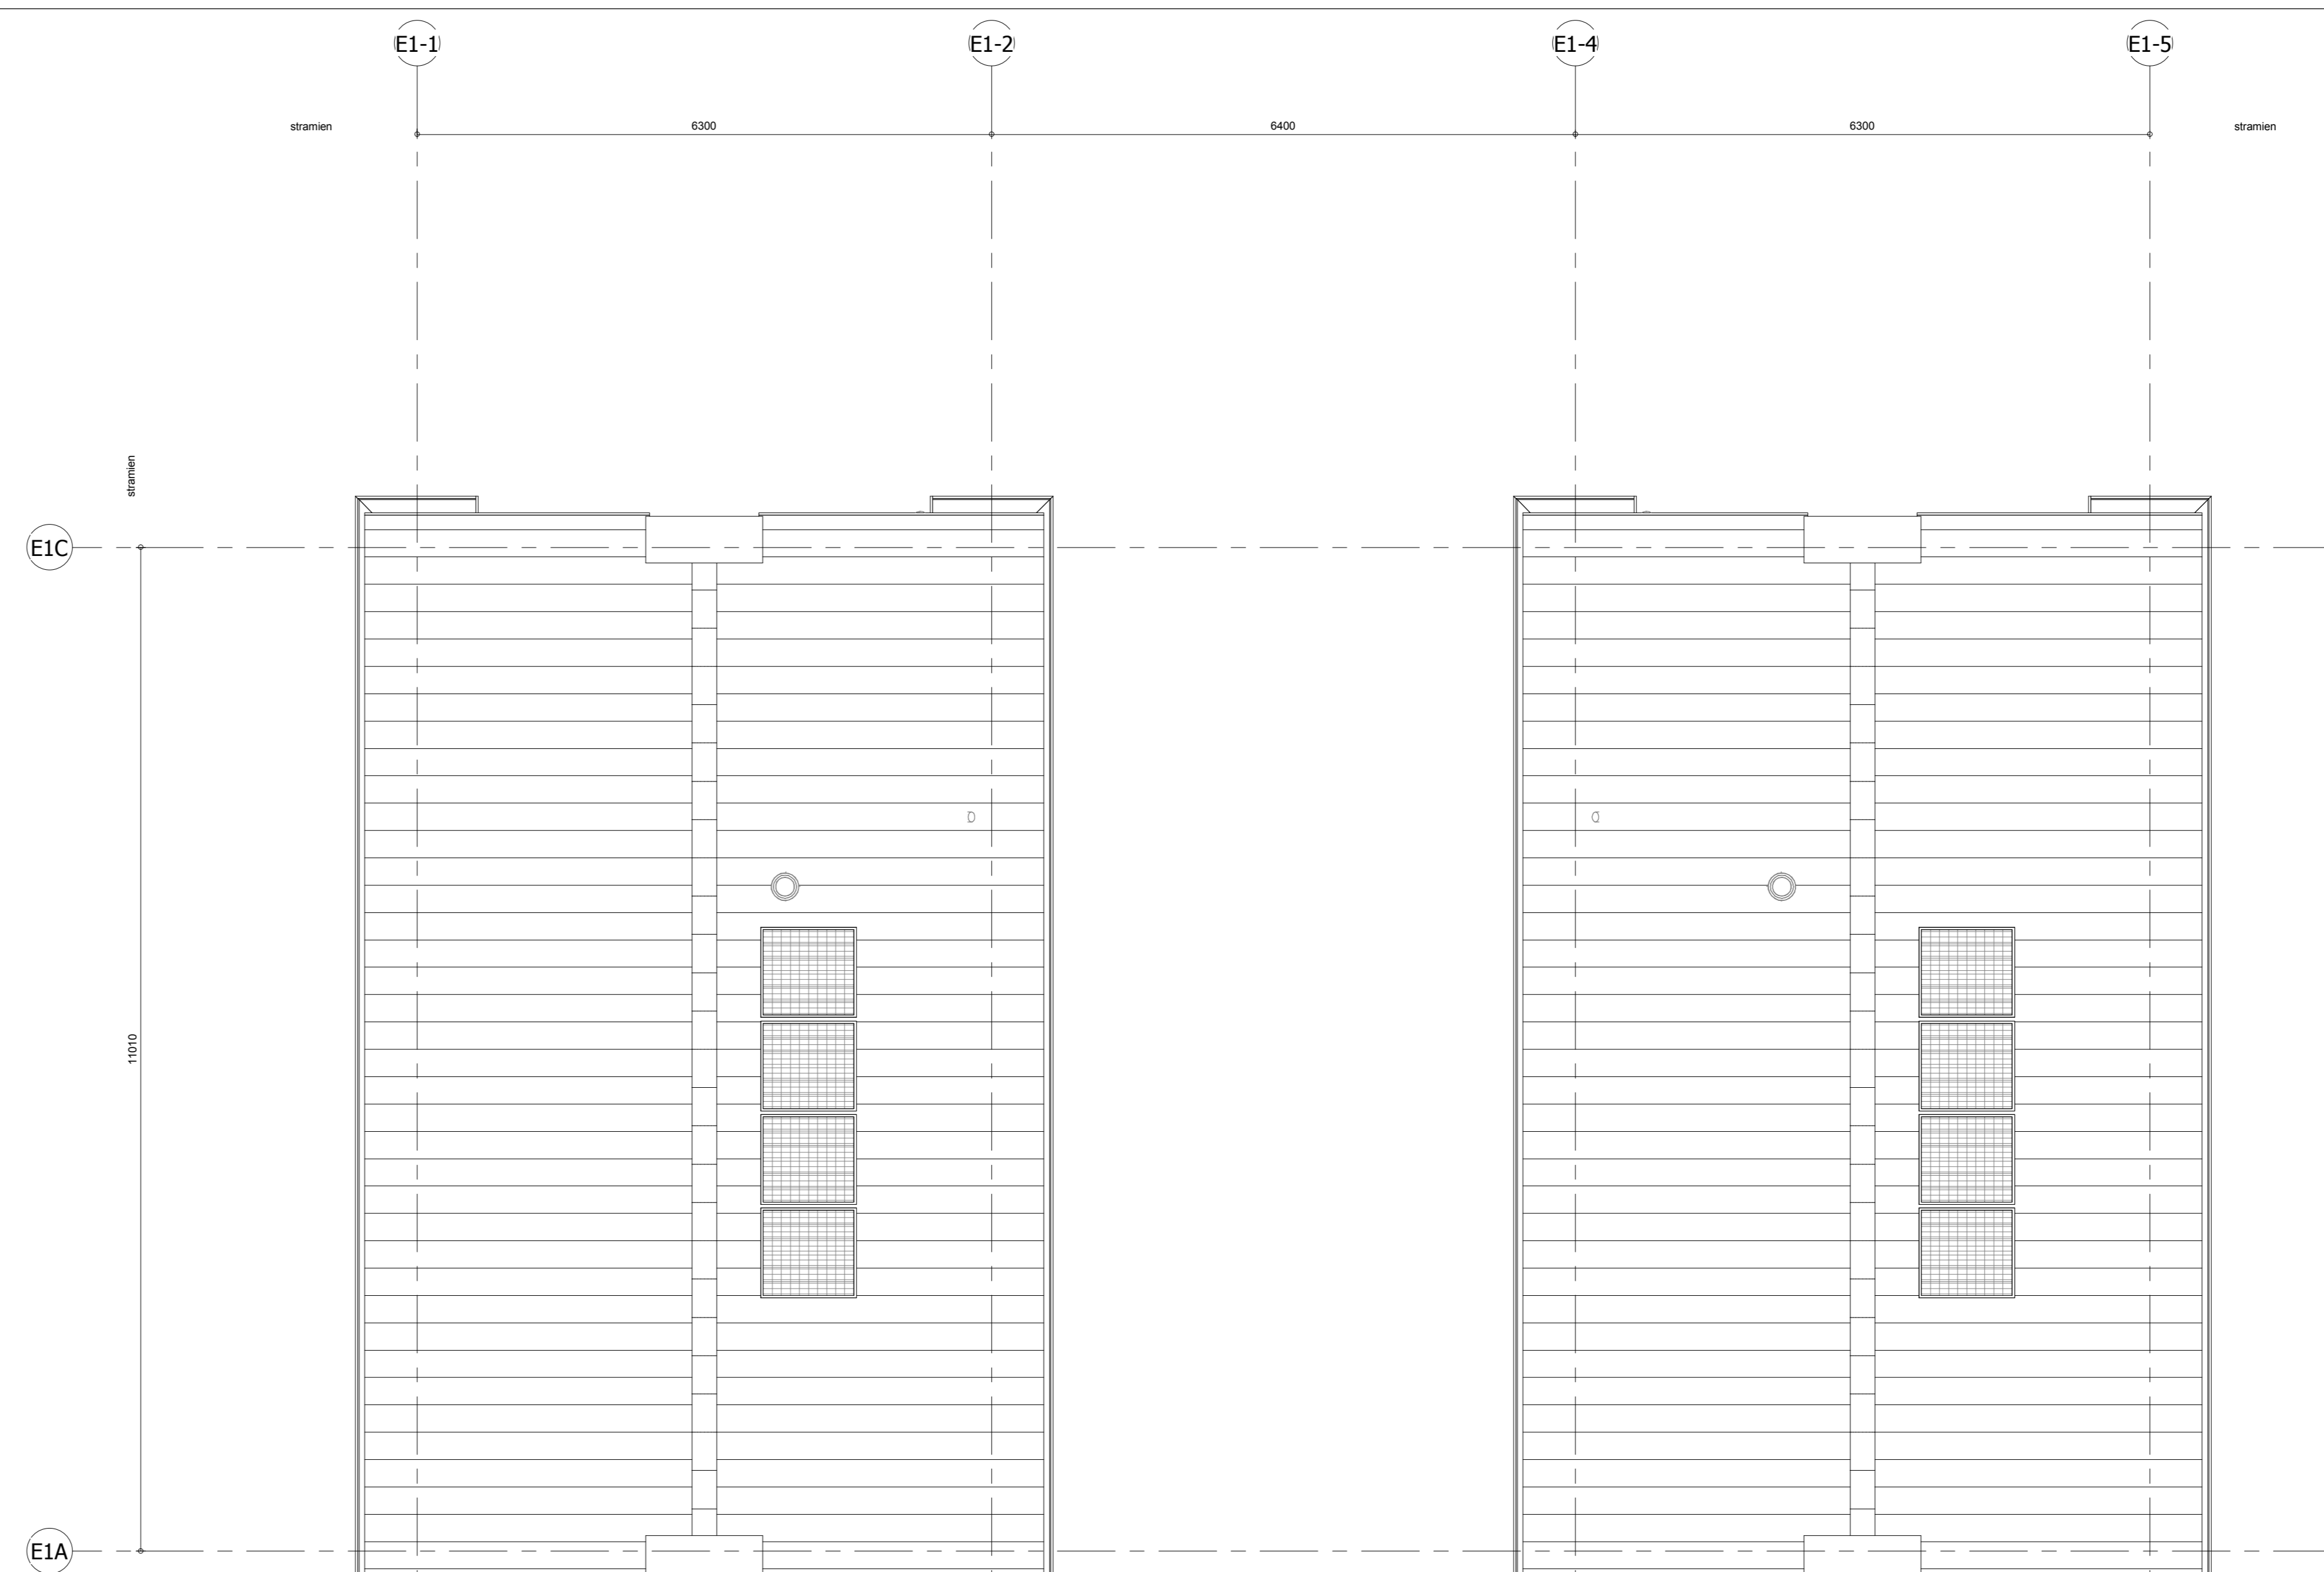 E1-1
E1-2
E1-4
E1-5
stramien
6300
6400
6300
stramien
stramien
E1C
11010
E1A